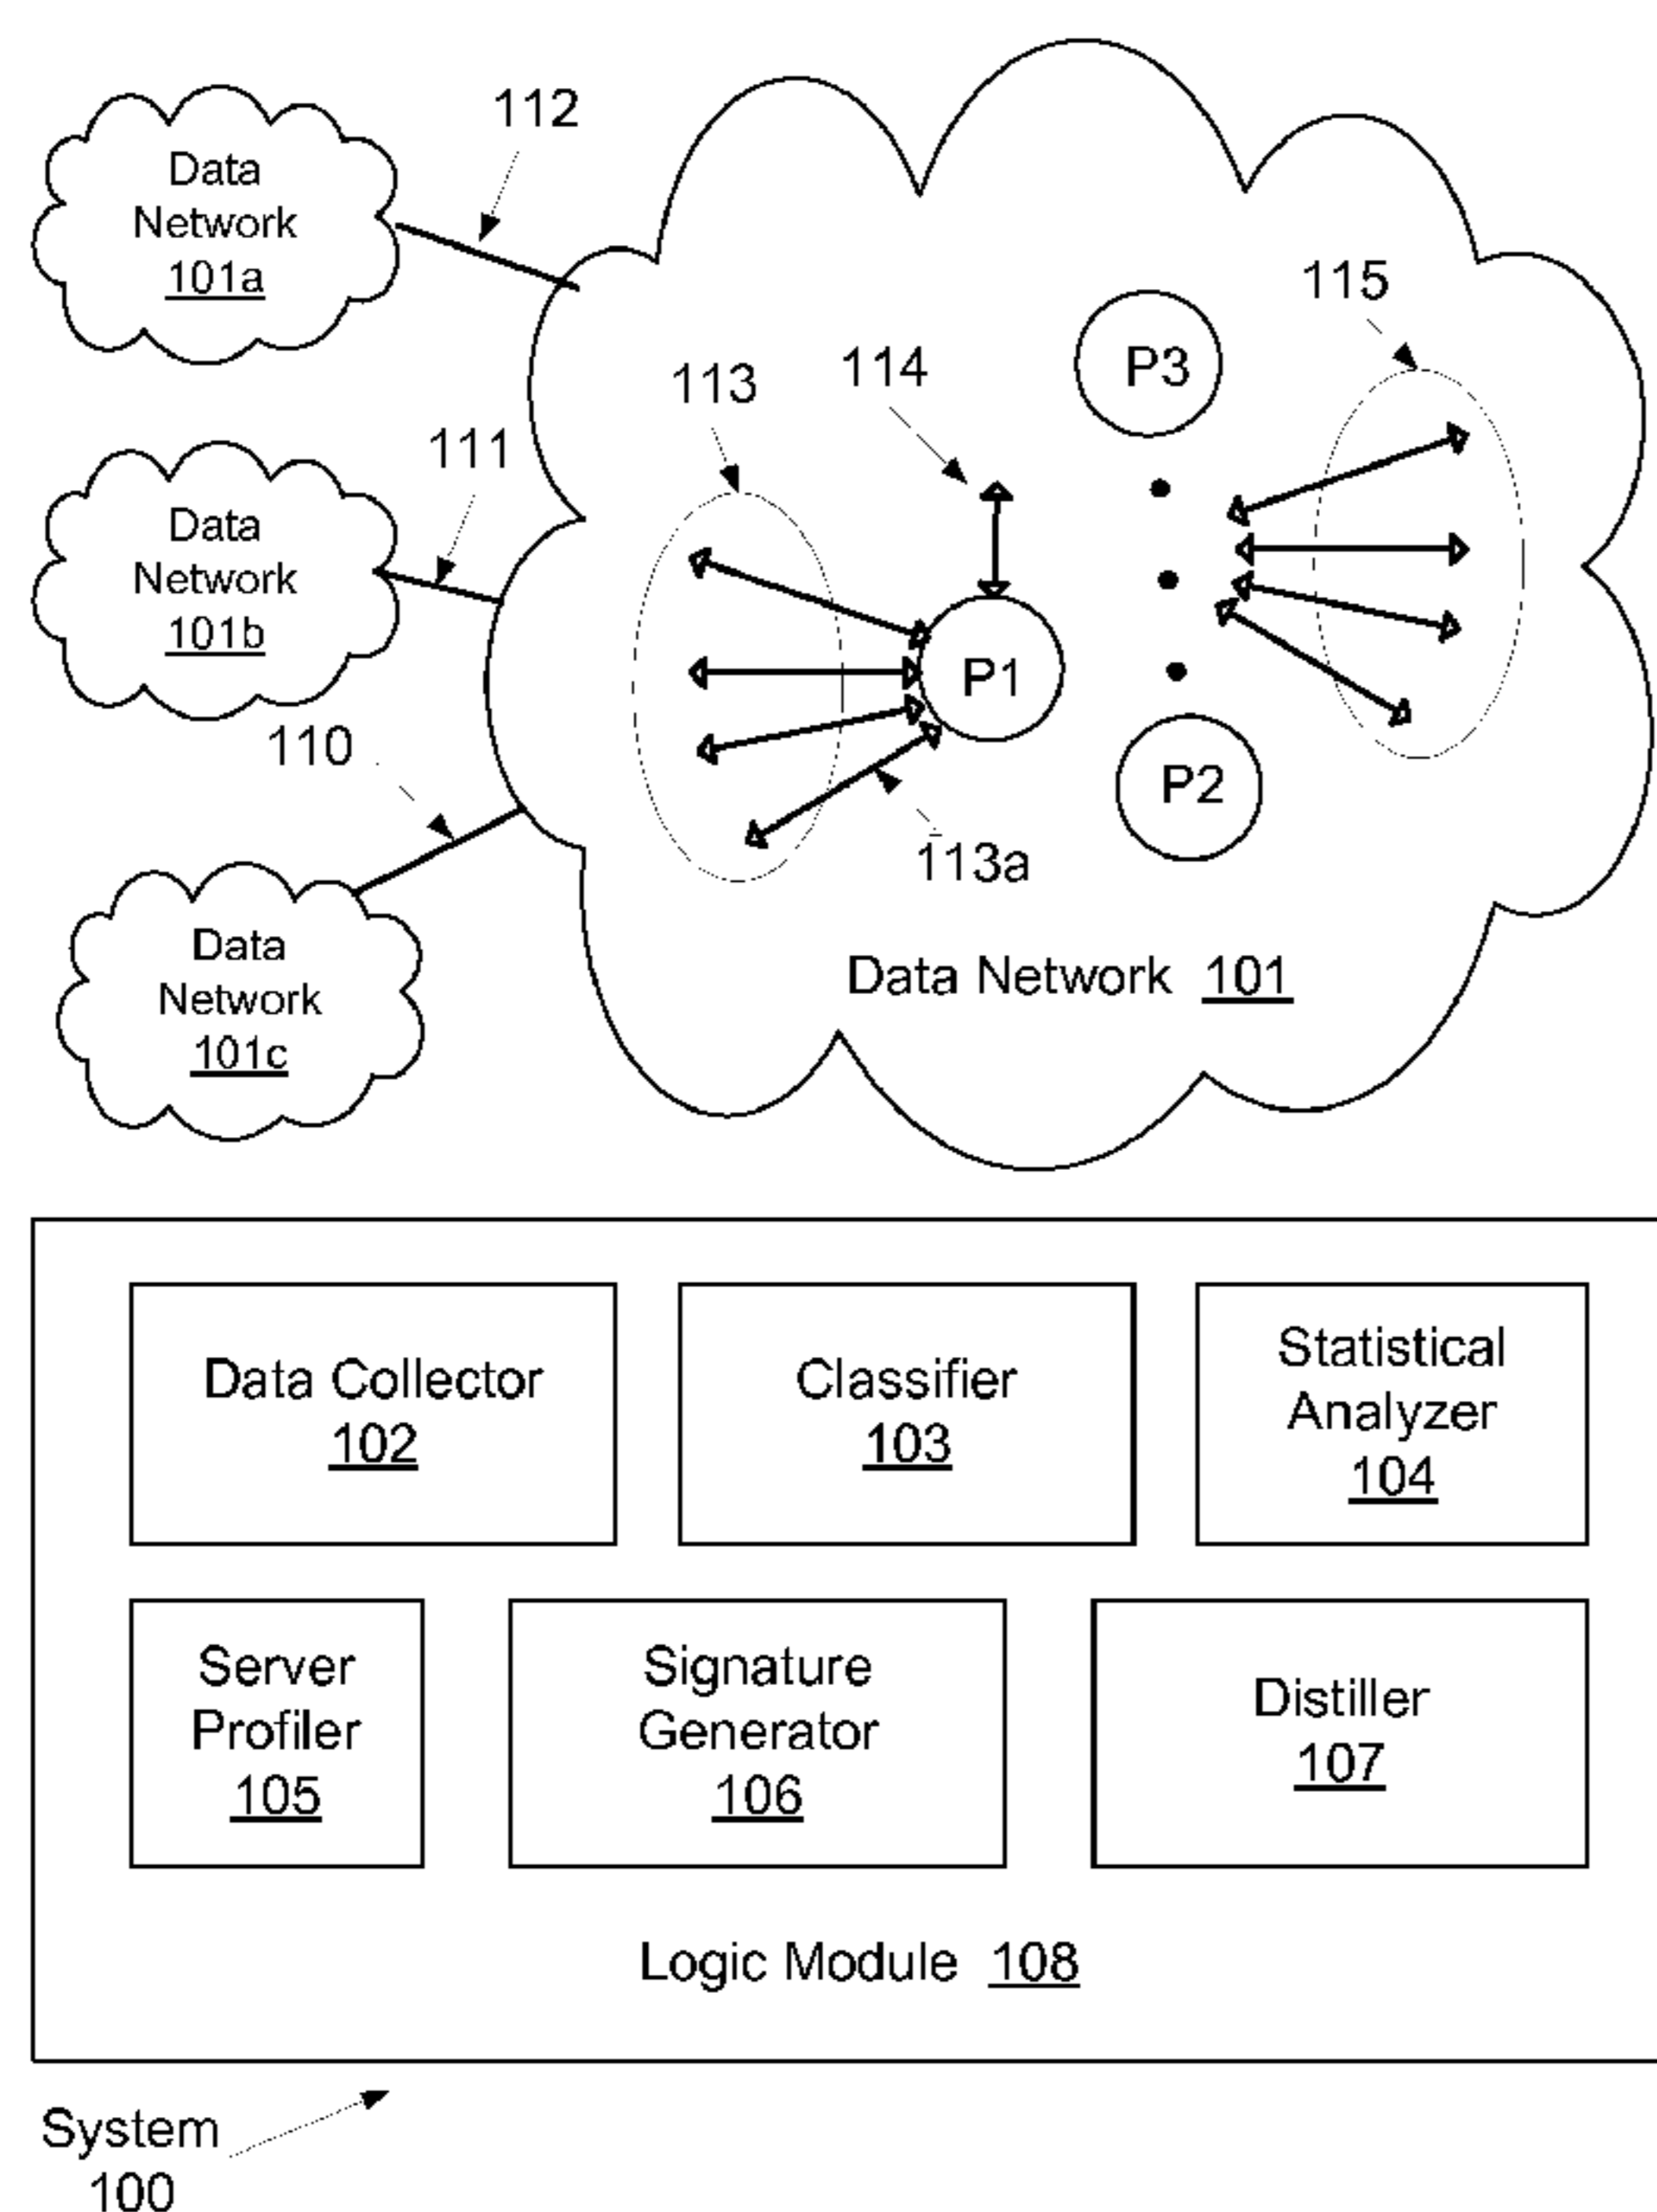 112
Data
Network
101a
115
P3
114
113
111
Data
Network
101b
P1
110
P2
113a
Data
Network
101c
Data Network 101
Data Collector
102
Classifier
103
Statistical
Analyzer
104
Server
Profiler
105
Signature
Generator
106
Distiller
107
Logic Module 108
System
100